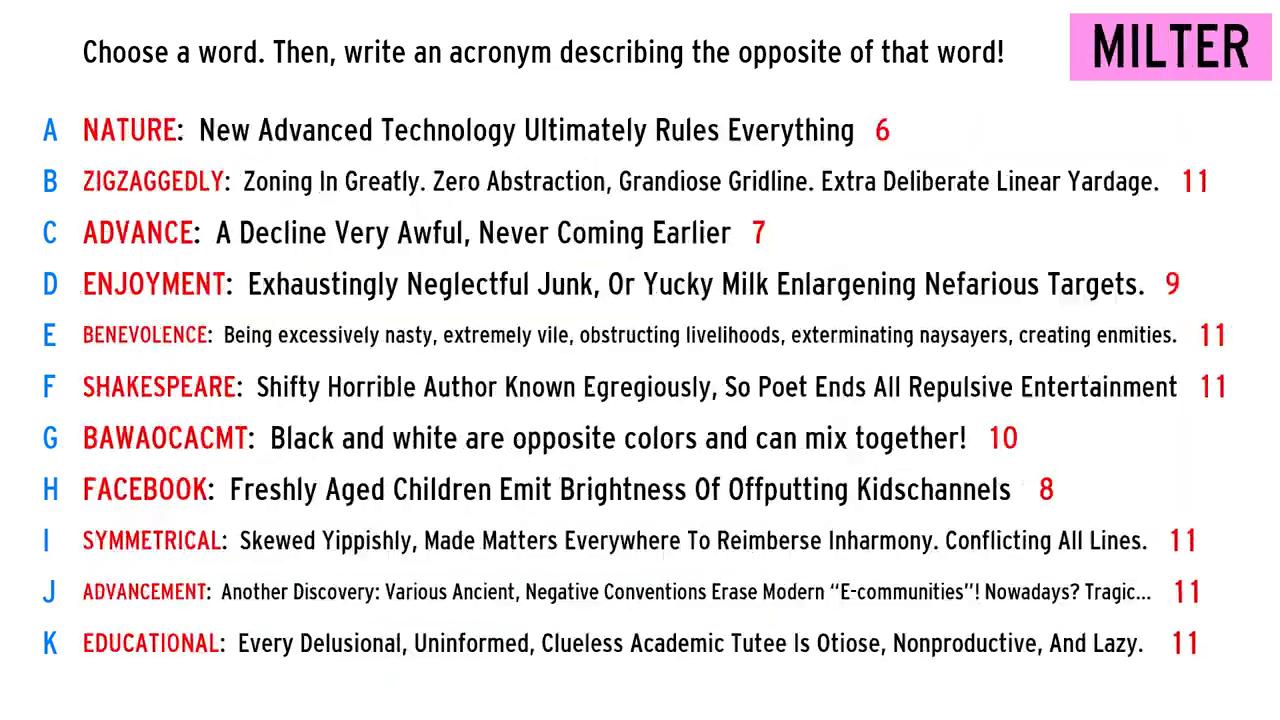 Choose a word. Then, write an acronym describing the opposite of that word!
MILTER
A NATURE: New Advanced Technology Ultimately Rules Everything 6
B ZIGZAGGEDLY: Zoning In Greatly. Zero Abstraction, Grandiose Gridline. Extra Deliberate Linear Yardage. 11
C ADVANCE: A Decline Very Awful, Never Coming Earlier 7
D ENJOYMENT: Exhaustingly Neglectful Junk, Or Yucky Milk Enlargening Nefarious Targets. 9
E BENEVOLENCE: Being excessively nasty, extremely vile, obstructing livelihoods, exterminating naysayers, creating enmities. 11
F SHAKESPEARE: Shifty Horrible Author Known Egregiously, So Poet Ends All Repulsive Entertainment 11
G BAWAOCACMT: Black and white are opposite colors and can mix together! 10
H FACEBOOK: Freshly Aged Children Emit Brightness Of Offputting Kidschannels 8
I SYMMETRICAL: Skewed Yippishly, Made Matters Everywhere To Reimberse Inharmony. Conflicting All Lines. 11
J ADVANCEMENT: Another Discovery: Various Ancient, Negative Conventions Erase Modern “E-communities”! Nowadays? Tragic... 11
K EDUCATIONAL: Every Delusional, Uninformed, Clueless Academic Tutee Is Otiose, Nonproductive, And Lazy. 11